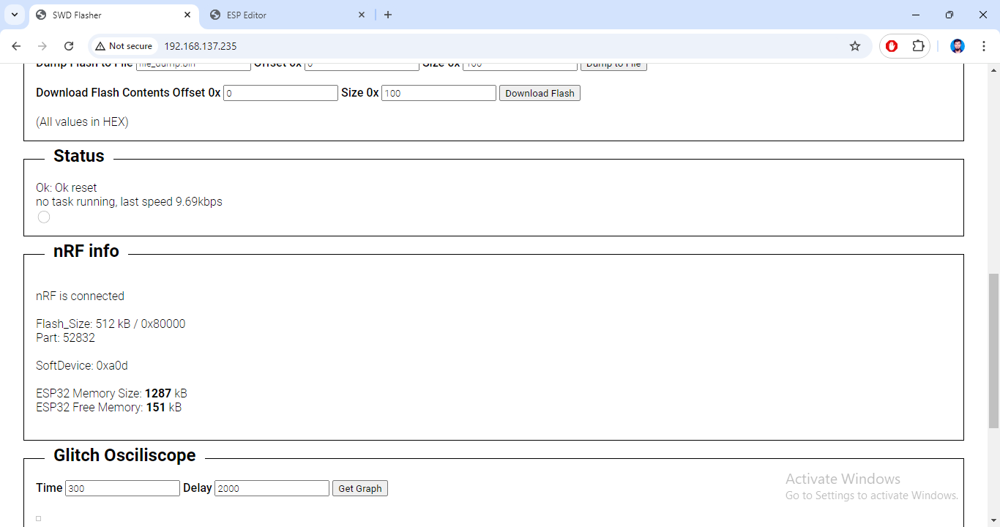 SWD Flasher
ESP Editor
Not secure
192.168.137.235
Dump Flash to File file_dump.bin Offset 0x 0 Size 0x 100 Dump to File
Download Flash Contents Offset 0x 0 Size 0x 100 Download Flash
(All values in HEX)
Status
Ok: Ok reset
no task running, last speed 9.69kbps
nRF info
nRF is connected
Flash_Size: 512 kB / 0x80000
Part: 52832
SoftDevice: 0xa0d
ESP32 Memory Size: 1287 kB
ESP32 Free Memory: 151 kB
Glitch Osciliscope
Time 300 Delay 2000 Get Graph
Activate Windows
Go to Settings to activate Windows.